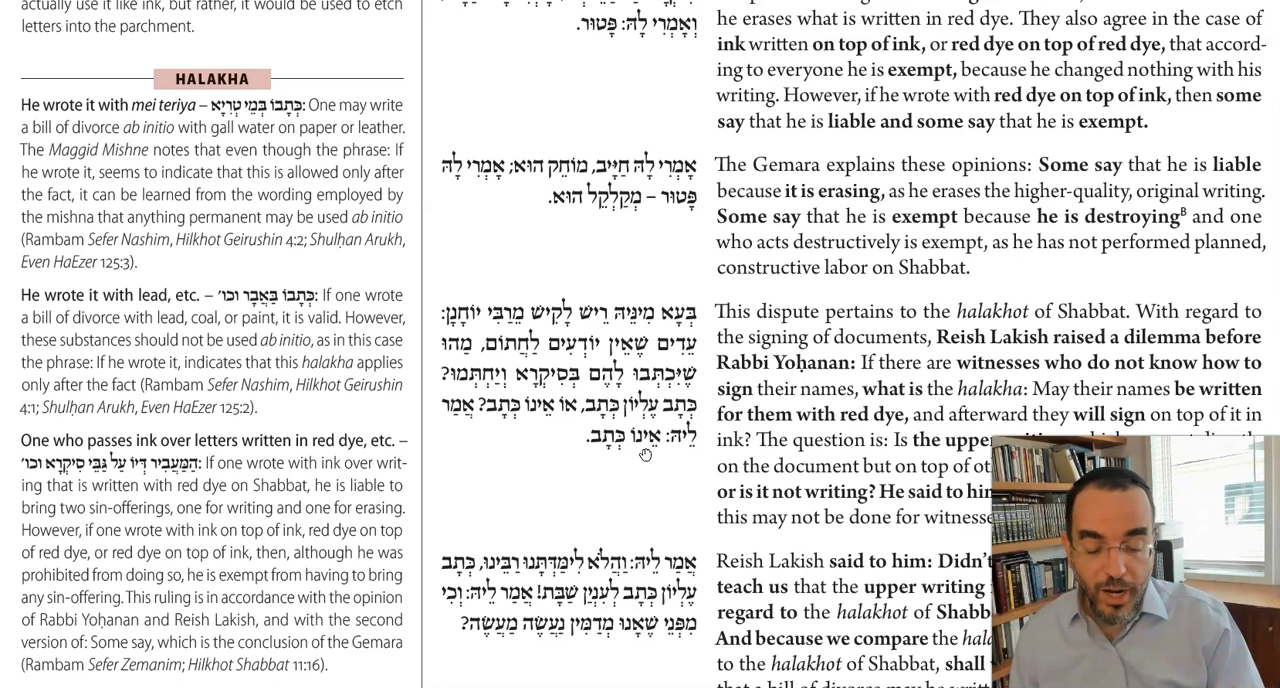 actually use it like ink, but rather, it would be used to etch
letters into the parchment.
HALAKHA
He wrote it with mei teriya – כְּתָבוֹ בְּמֵי טְרִיָּא: One may write
a bill of divorce ab initio with gall water on paper or leather.
The Maggid Mishne notes that even though the phrase: If
he wrote it, seems to indicate that this is allowed only after
the fact, it can be learned from the wording employed by
the mishna that anything permanent may be used ab initio
(Rambam Sefer Nashim, Hilkhot Geirushin 4:2; Shulḥan Arukh,
Even HaEzer 125:3).
He wrote it with lead, etc. – כְּתָבוֹ בַּאֲבָר וכו׳: If one wrote
a bill of divorce with lead, coal, or paint, it is valid. However,
these substances should not be used ab initio, as in this case
the phrase: If he wrote it, indicates that this halakha applies
only after the fact (Rambam Sefer Nashim, Hilkhot Geirushin
4:1; Shulḥan Arukh, Even HaEzer 125:2).
One who passes ink over letters written in red dye, etc. –
הַמַּעֲבִיר דְּיוֹ עַל גַּבֵּי סִיקְרָא וכו׳: If one wrote with ink over writ-
ing that is written with red dye on Shabbat, he is liable to
bring two sin-offerings, one for writing and one for erasing.
However, if one wrote with ink on top of ink, red dye on top
of red dye, or red dye on top of ink, then, although he was
prohibited from doing so, he is exempt from having to bring
any sin-offering. This ruling is in accordance with the opinion
of Rabbi Yoḥanan and Reish Lakish, and with the second
version of: Some say, which is the conclusion of the Gemara
(Rambam Sefer Zemanim; Hilkhot Shabbat 11:16).
וְאָמְרִי לָהּ: פָּטוּר.
אָמְרִי לָהּ חַיָּיב, מוֹחֵק הוּא; אָמְרִי לָהּ
פָּטוּר – מְקַלְקֵל הוּא.
בְּעָא מִינֵּיהּ רֵישׁ לָקִישׁ מֵרַבִּי יוֹחָנָן:
עֵדִים שֶׁאֵין יוֹדְעִים לַחְתּוֹם, מַהוּ
שֶׁיִּכְתְּבוּ לָהֶם בְּסִיקְרָא וְיַחְתְּמוּ?
כְּתָב עֶלְיוֹן כְּתָב, אוֹ אֵינוֹ כְּתָב? אָמַר
לֵיהּ: אֵינוֹ כְּתָב.
אֲמַר לֵיהּ: וַהֲלֹא לִימַּדְתָּנוּ רַבֵּינוּ, כְּתָב
עֶלְיוֹן כְּתָב לְעִנְיַן שַׁבָּת! אֲמַר לֵיהּ: וְכִי
מִפְּנֵי שֶׁאָנוּ מְדַמִּין נַעֲשֶׂה מַעֲשֶׂה?
he erases what is written in red dye. They also agree in the case of
ink written on top of ink, or red dye on top of red dye, that accord-
ing to everyone he is exempt, because he changed nothing with his
writing. However, if he wrote with red dye on top of ink, then some
say that he is liable and some say that he is exempt.
The Gemara explains these opinions: Some say that he is liable
because it is erasing, as he erases the higher-quality, original writing.
Some say that he is exempt because he is destroyingᴮ and one
who acts destructively is exempt, as he has not performed planned,
constructive labor on Shabbat.
This dispute pertains to the halakhot of Shabbat. With regard to
the signing of documents, Reish Lakish raised a dilemma before
Rabbi Yoḥanan: If there are witnesses who do not know how to
sign their names, what is the halakha: May their names be written
for them with red dye, and afterward they will sign on top of it in
ink? The question is: Is the upper
on the document but on top of
or is it not writing? He said to
this may not be done for
Reish Lakish said to him:
teach us that the upper writing
regard to the halakhot of
And because we compare the
to the halakhot of Shabbat, shall